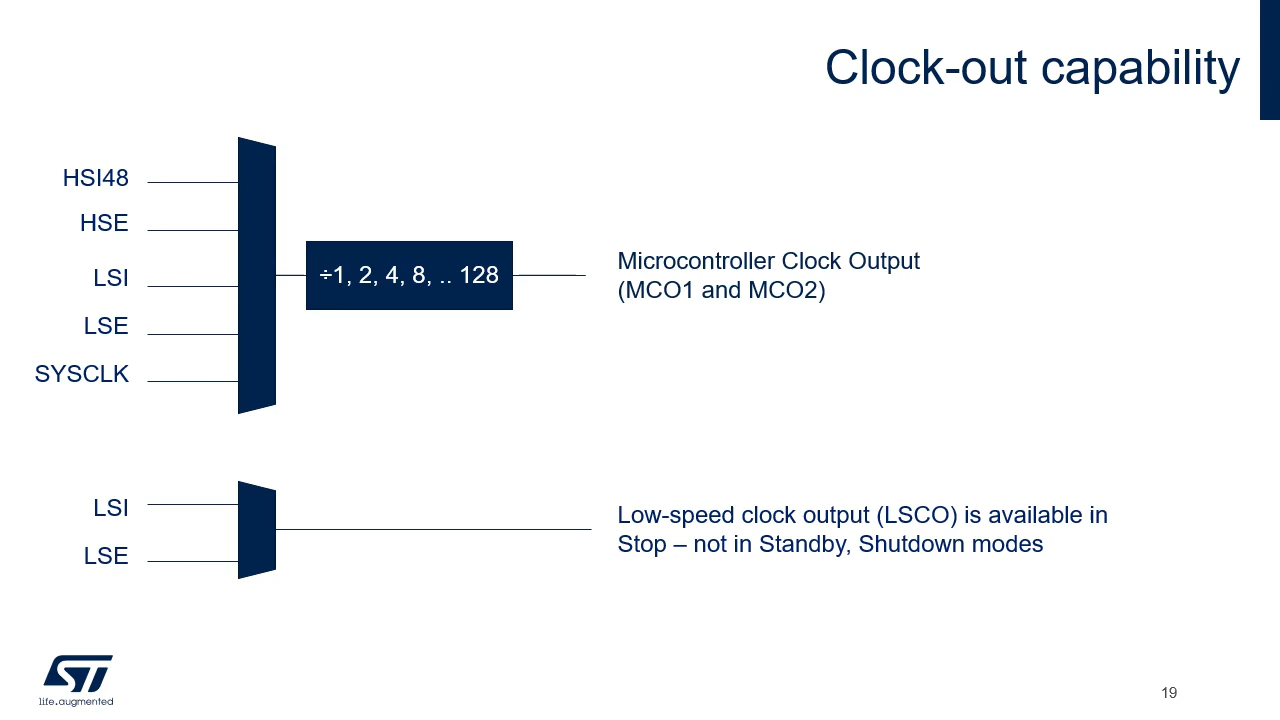 Clock-out capability
HSI48
HSE
LSI
LSE
SYSCLK
÷1, 2, 4, 8, .. 128
Microcontroller Clock Output
(MCO1 and MCO2)
LSI
LSE
Low-speed clock output (LSCO) is available in
Stop – not in Standby, Shutdown modes
ST
life.augmented
19